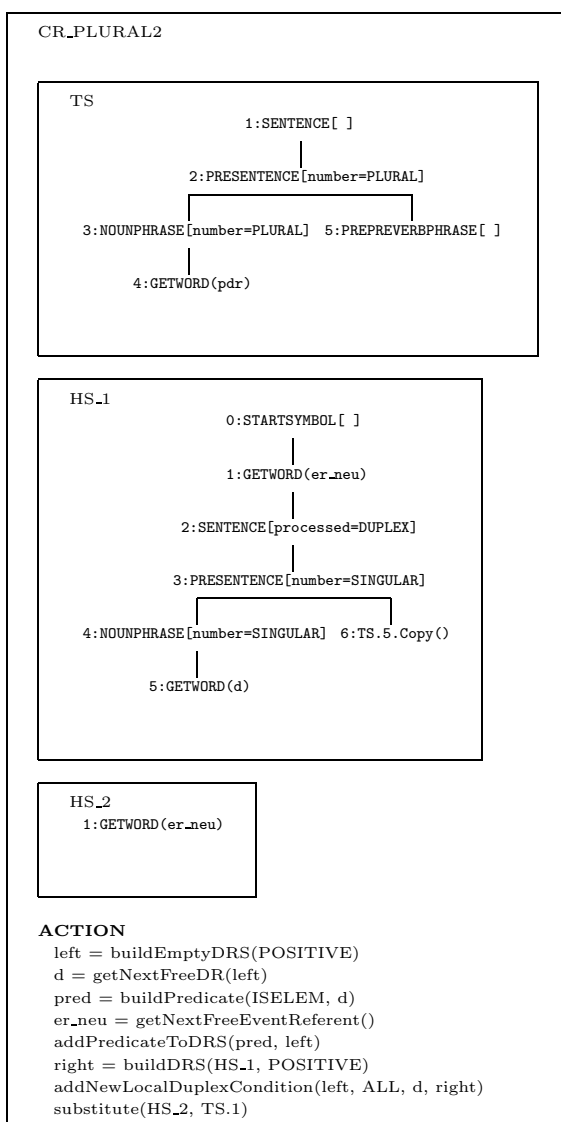 CR_PLURAL2
TS
1:SENTENCE[ ]
2:PRESENTENCE[number=PLURAL]
3:NOUNPHRASE[number=PLURAL] 5:PREPREVERBPHRASE[ ]
4:GETWORD(pdr)
HS_1
0:STARTSYMBOL[ ]
1:GETWORD(er_neu)
2:SENTENCE[processed=DUPLEX]
3:PRESENTENCE[number=SINGULAR]
4:NOUNPHRASE[number=SINGULAR] 6:TS.5.Copy()
5:GETWORD(d)
HS_2
1:GETWORD(er_neu)
ACTION
left = buildEmptyDRS(POSITIVE)
d = getNextFreeDR(left)
pred = buildPredicate(ISELEM, d)
er_neu = getNextFreeEventReferent()
addPredicateToDRS(pred, left)
right = buildDRS(HS_1, POSITIVE)
addNewLocalDuplexCondition(left, ALL, d, right)
substitute(HS_2, TS.1)